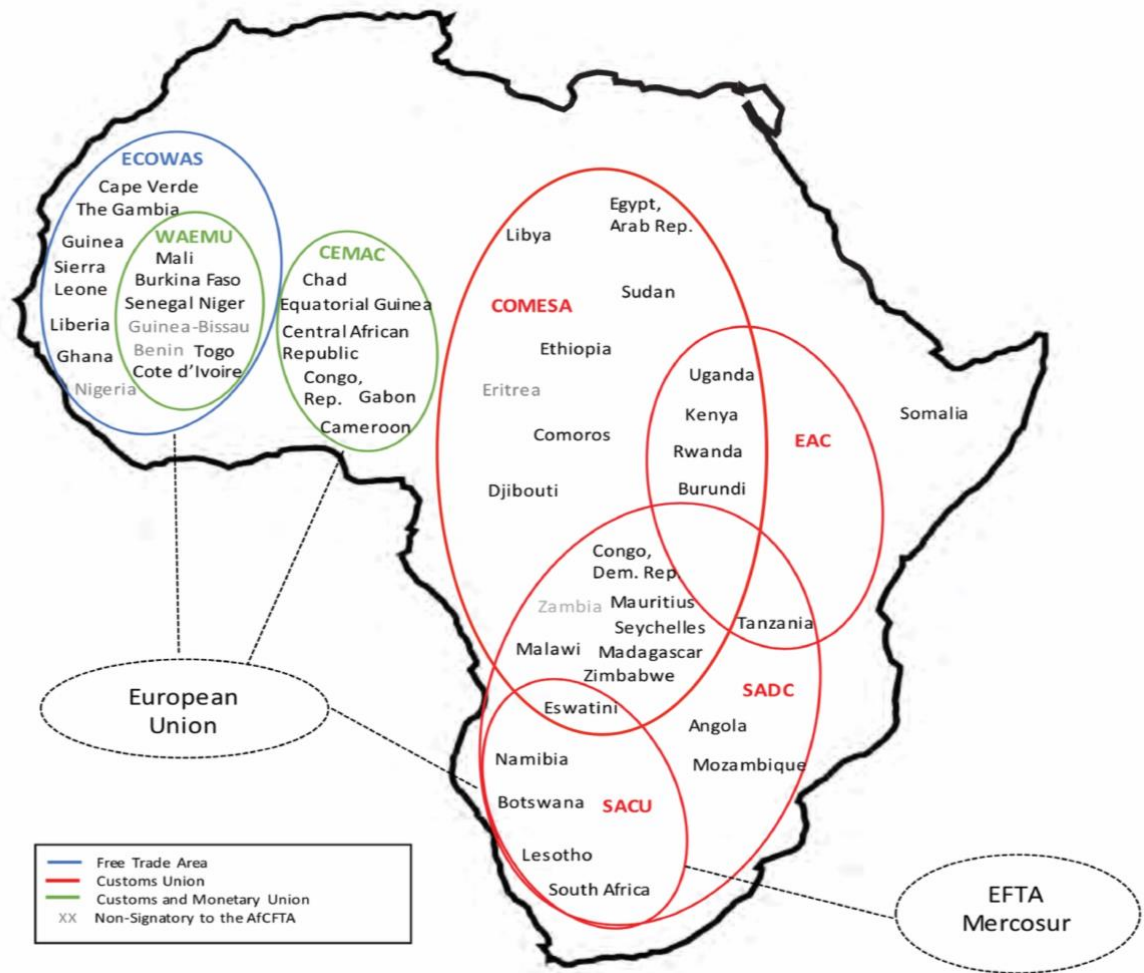 ECOWAS
Cape Verde
The Gambia
Guinea
Sierra
Leone
Liberia
Ghana
Nigeria
WAEMU
Mali
Burkina Faso
Senegal Niger
Guinea-Bissau
Benin Togo
Cote d'Ivoire
CEMAC
Chad
Equatorial Guinea
Central African
Republic
Congo,
Rep.
Gabon
Cameroon
Libya
Egypt,
Arab Rep.
COMESA
Sudan
Ethiopia
Eritrea
Comoros
Djibouti
Uganda
Kenya
Rwanda
Burundi
EAC
Somalia
Congo,
Dem. Rep.
Zambia
Mauritius
Seychelles
Malawi
Madagascar
Zimbabwe
Tanzania
SADC
Eswatini
Angola
Mozambique
Namibia
Botswana
SACU
Lesotho
South Africa
European
Union
EFTA
Mercosur
Free Trade Area
Customs Union
Customs and Monetary Union
XX Non-Signatory to the AfCFTA